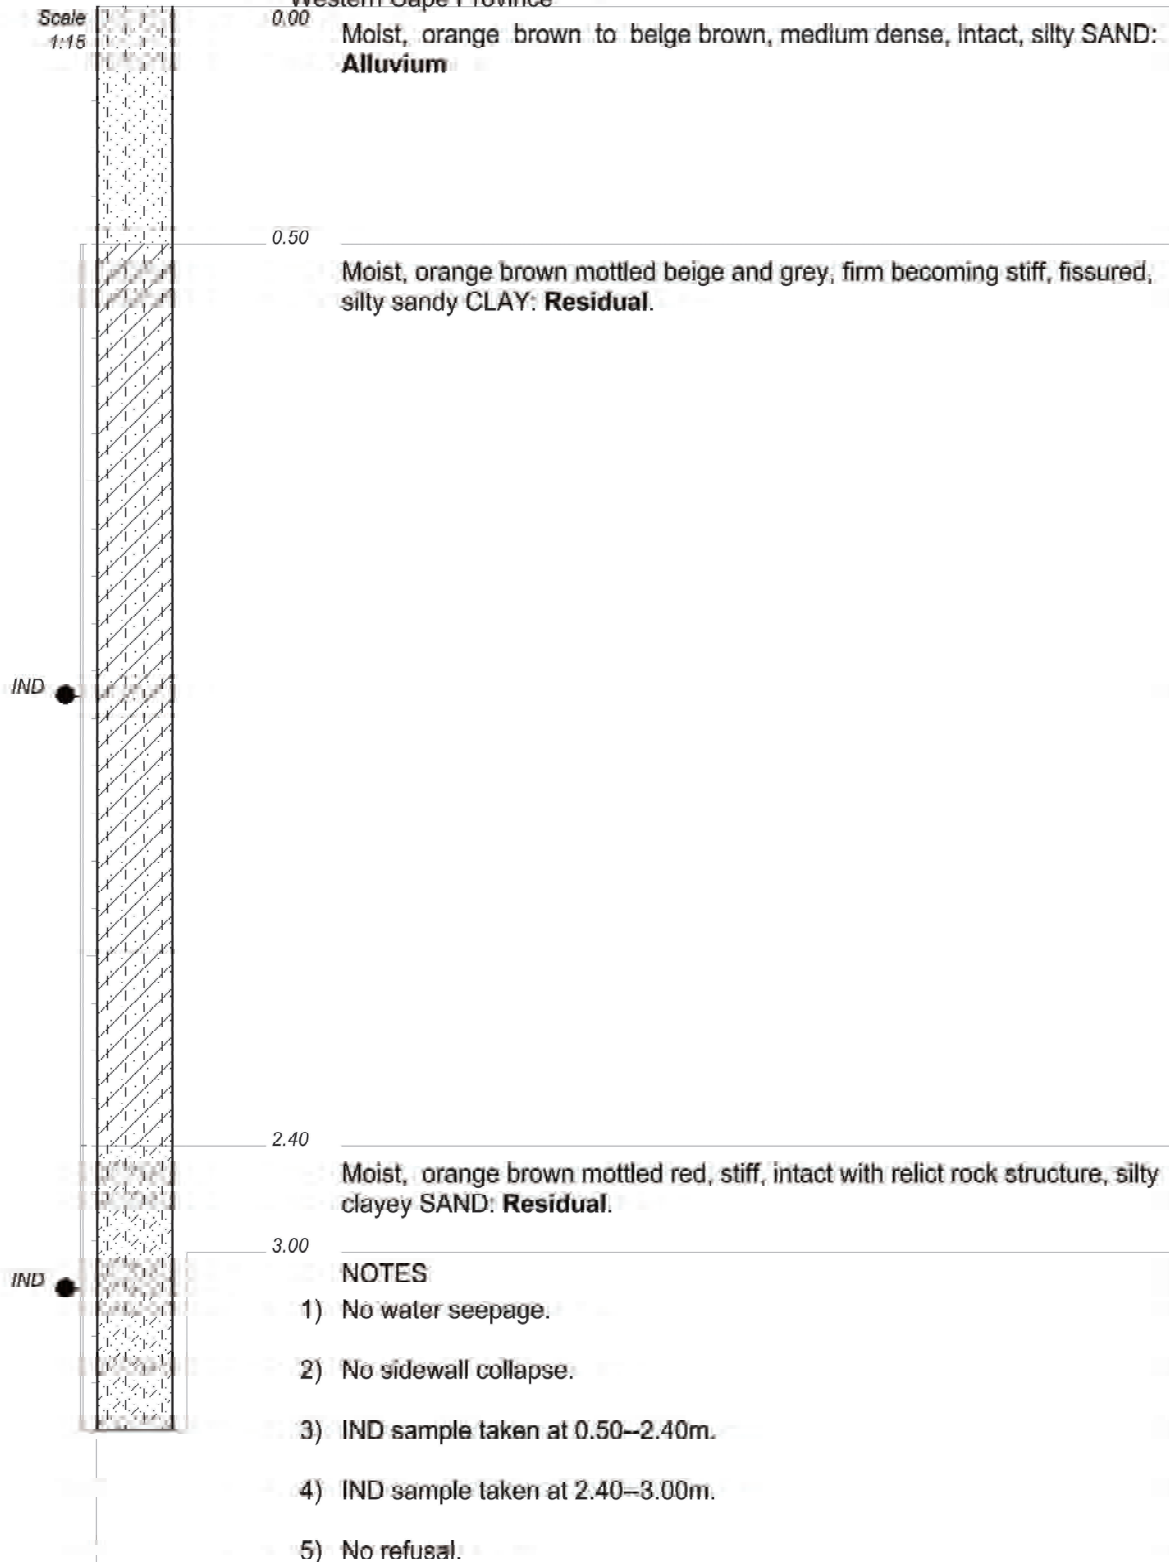 Western Cape Province
Scale
1:15
0.00
Moist, orange brown to beige brown, medium dense, intact, silty SAND:
Alluvium
0.50
Moist, orange brown mottled beige and grey, firm becoming stiff, fissured,
silty sandy CLAY: Residual.
IND
2.40
Moist, orange brown mottled red, stiff, intact with relict rock structure, silty
clayey SAND: Residual.
3.00
IND
NOTES
1) No water seepage.
2) No sidewall collapse.
3) IND sample taken at 0.50--2.40m.
4) IND sample taken at 2.40--3.00m.
5) No refusal.